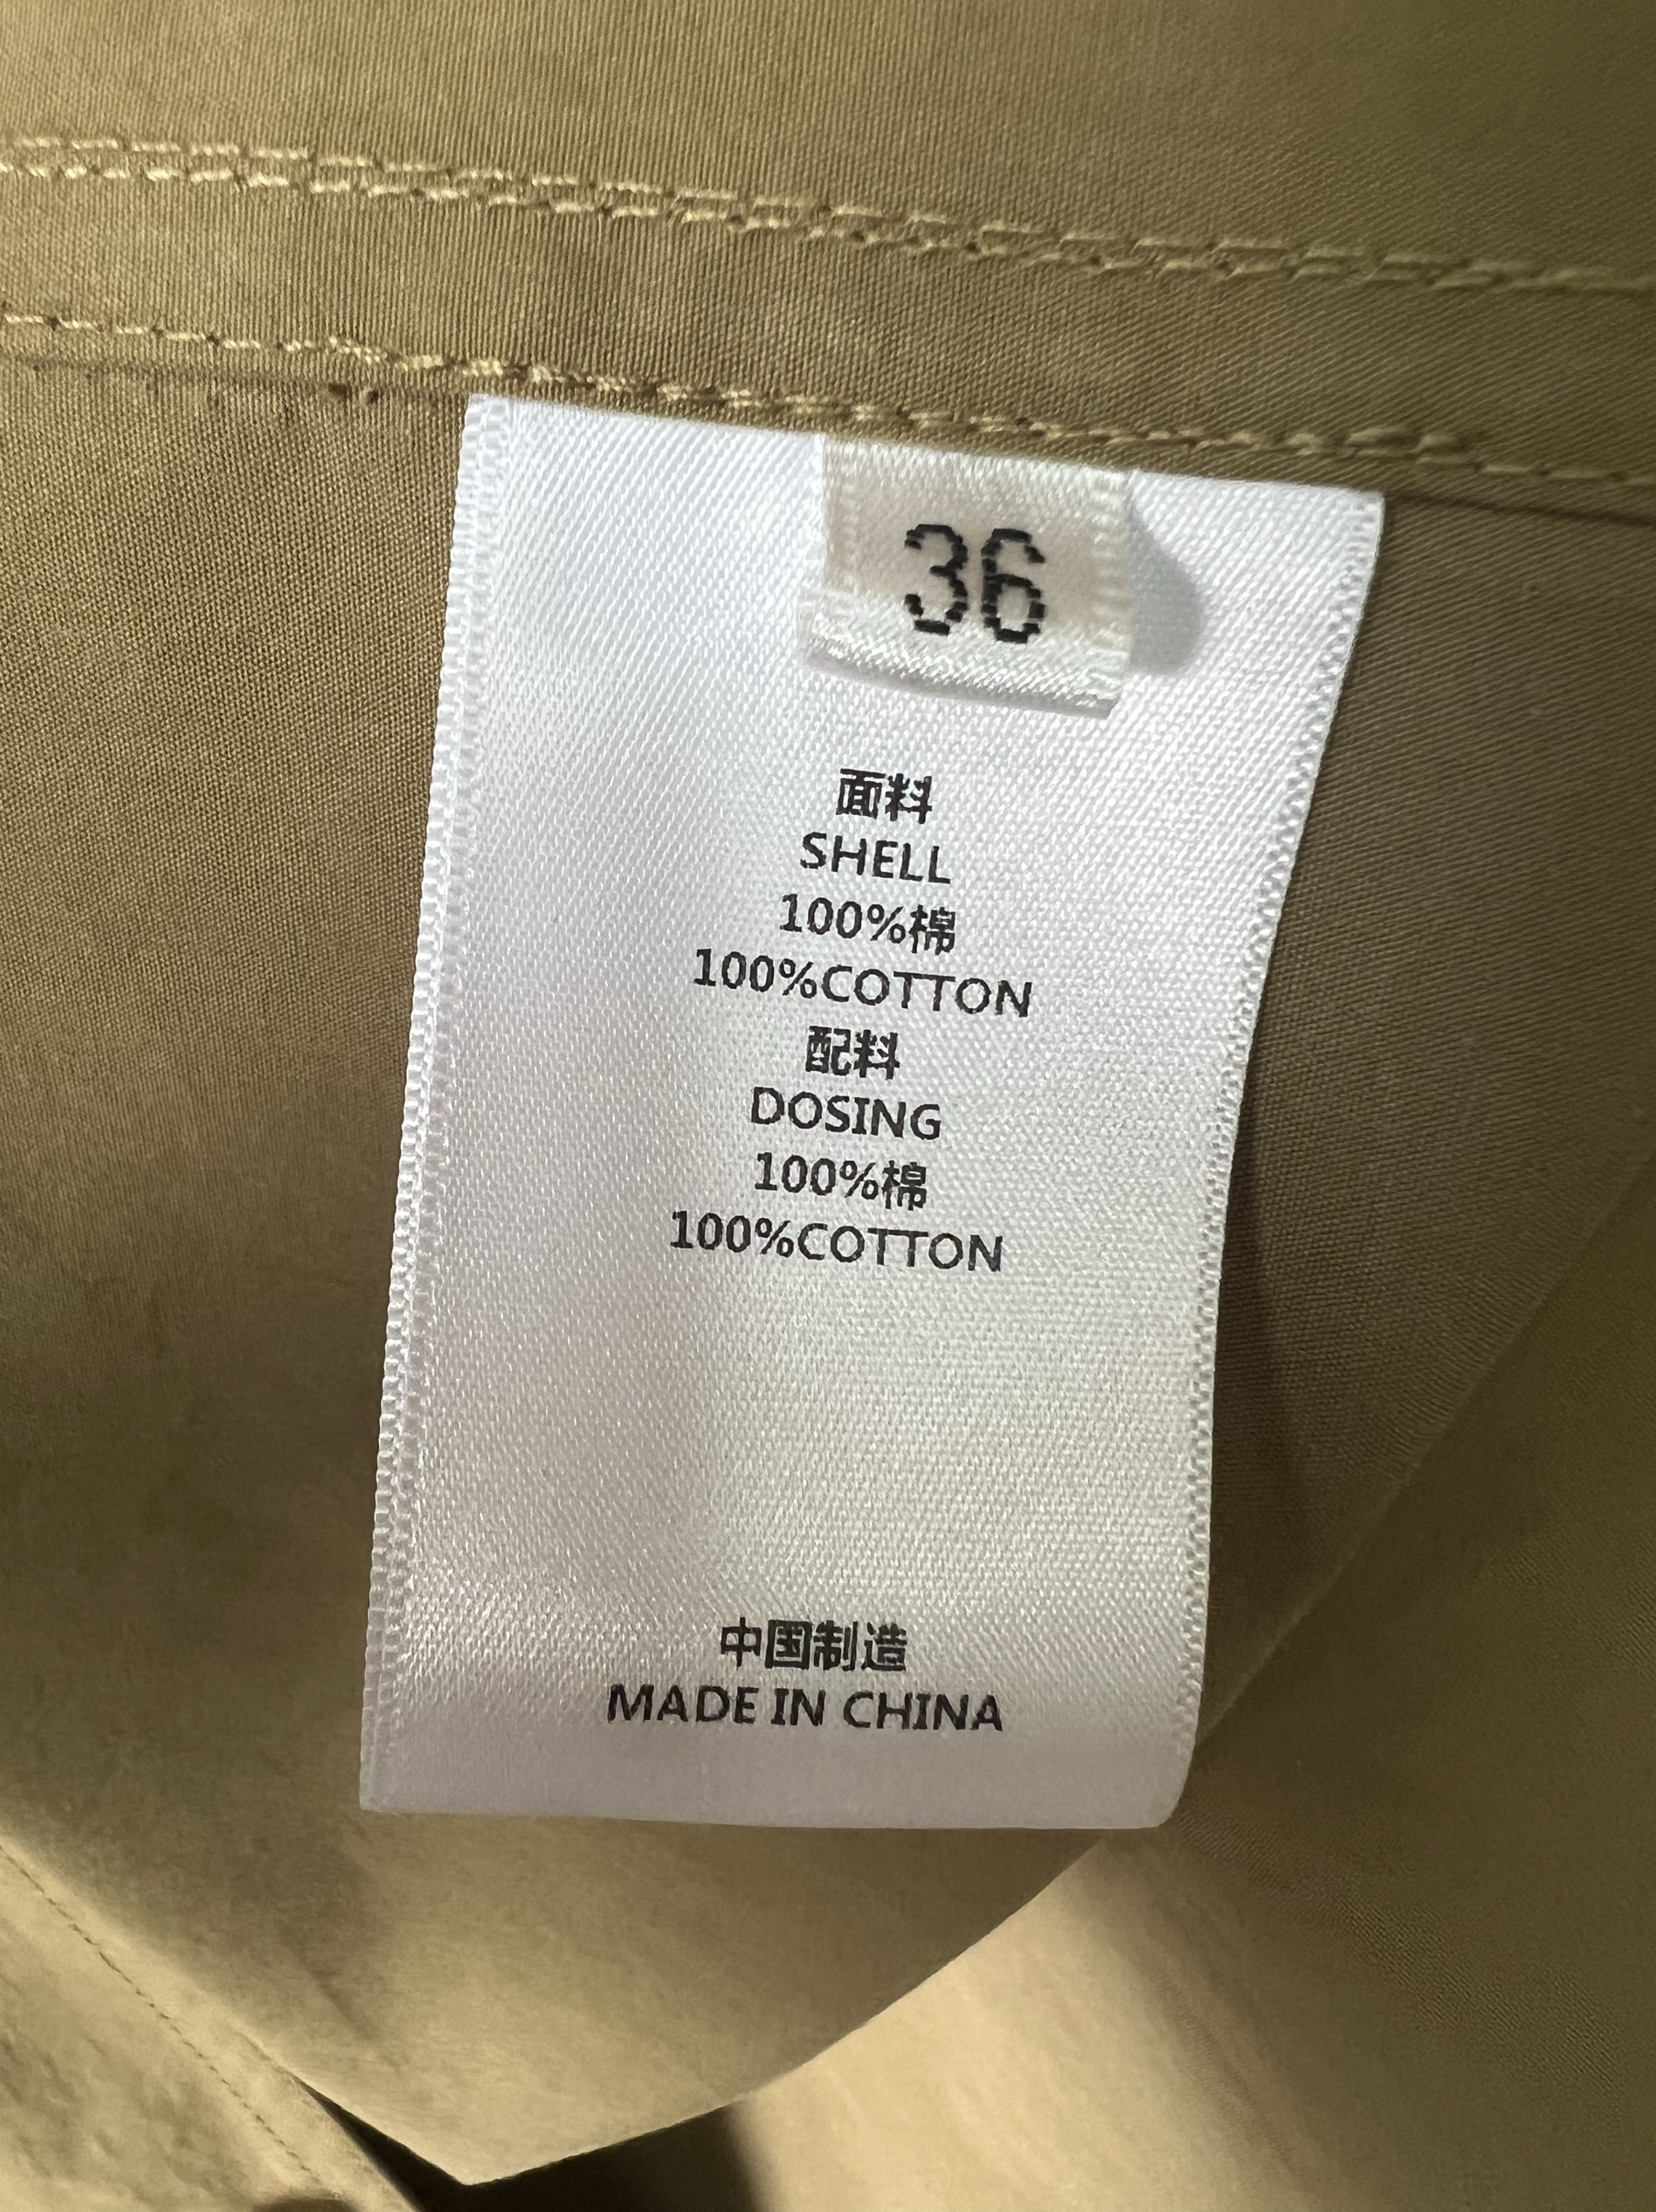 36
面料
SHELL
100%棉
100%COTTON
配料
DOSING
100%棉
100%COTTON
中国制造
MADE IN CHINA